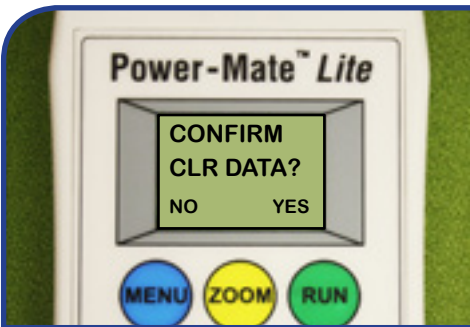 Power-Mate™ Lite
CONFIRM
CLR DATA?
NO YES
MENU ZOOM RUN